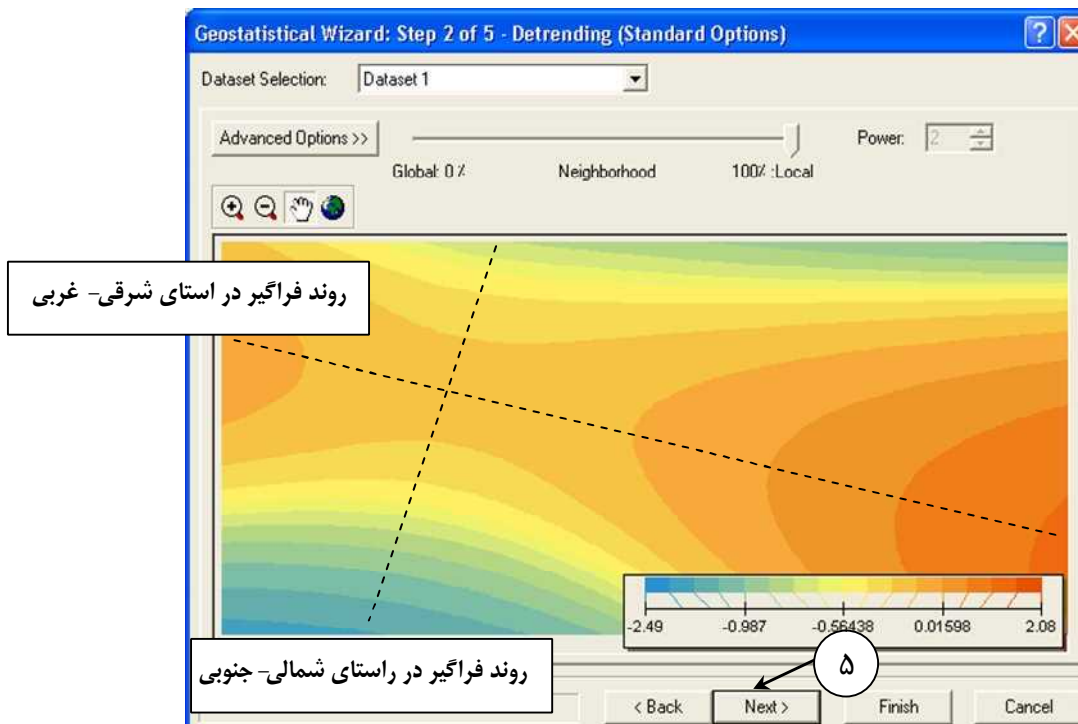 Geostatistical Wizard: Step 2 of 5 - Detrending (Standard Options)
Dataset Selection: Dataset 1
Advanced Options >> Power: 2
Global: 0 % Neighborhood 100% :Local
روند فراگیر در استای شرقی- غربی
-2.49 -0.987 -0.56438 0.01598 2.08
روند فراگیر در راستای شمالی- جنوبی
۵
< Back Next > Finish Cancel